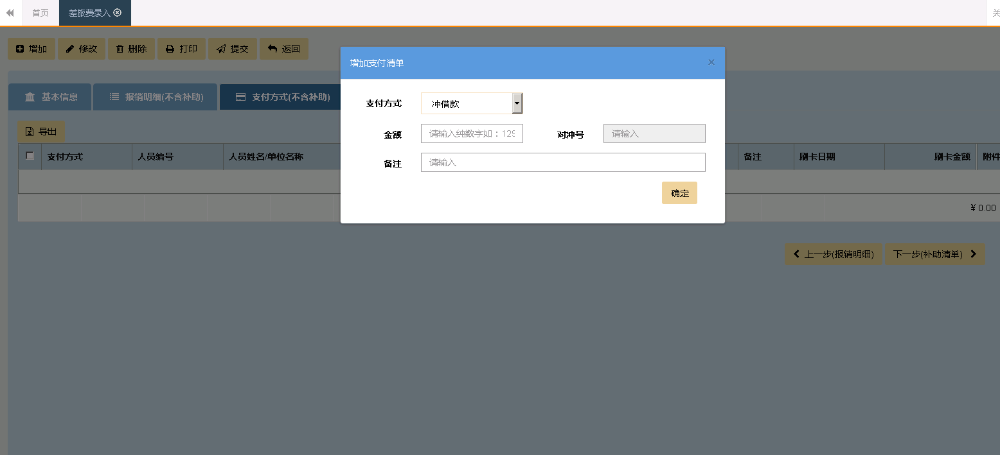 首页 差旅费录入 关
增加 修改 删除 打印 提交 返回
增加支付清单 ×
基本信息 报销明细(不含补助) 支付方式(不含补助)
支付方式 冲借款
导出
金额 请输入纯数字如：129 对冲号 请输入
支付方式 人员编号 人员姓名/单位名称 备注 刷卡日期 刷卡金额 附件
备注 请输入
确定
¥ 0.00
上一步(报销明细) 下一步(补助清单)